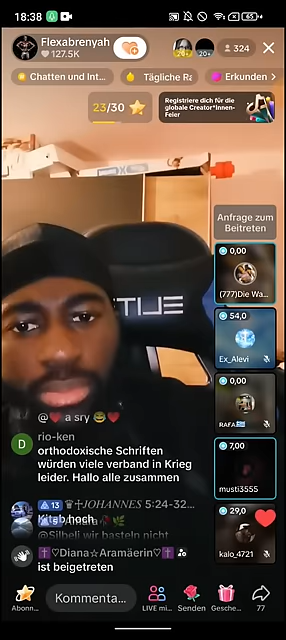 18:38
65
Flexabrenyah
127.5K
20+
20+
324
Chatten und Int...
Tägliche Ra
Erkunden
23/30
Registriere dich für die
globale Creator*innen-
Feier
Anfrage zum
Beitreten
0,00
(777)Die Wa...
54,0
Ex_Alevi
0,00
RAFA
7,00
musti3555
29,0
kalo_4721
@❤️ a sry 😂❤️
rio-ken
orthodoxische Schriften
würden viele verband in Krieg
leider. Hallo alle zusammen
13 JOHANNES 5:24-32...
Kitab hoch
@Silbeli wir basteln nicht
✝️♡Diana☆Aramäerin♡✝️
ist beigetreten
Abonn...
Kommenta...
LIVE mi...
Senden
Gesche...
77